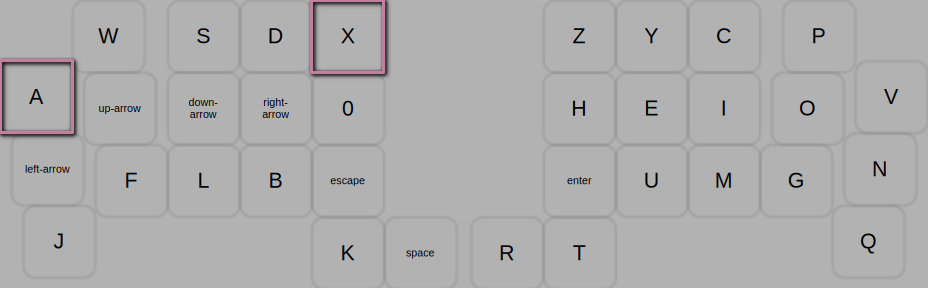 W S D X Z Y C P
A up-arrow down-
arrow right-
arrow 0 H E I O V
left-arrow F L B escape enter U M G N
J K space R T Q